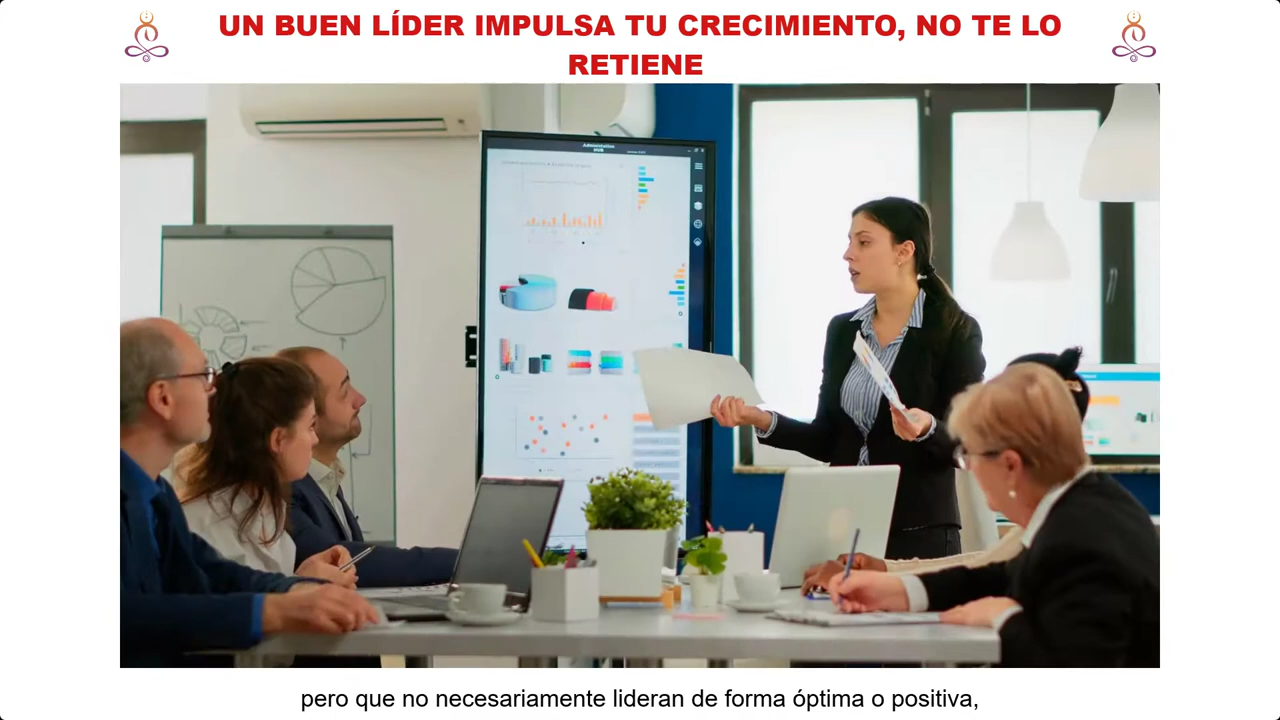 UN BUEN LÍDER IMPULSA TU CRECIMIENTO, NO TE LO
RETIENE
pero que no necesariamente lideran de forma óptima o positiva,